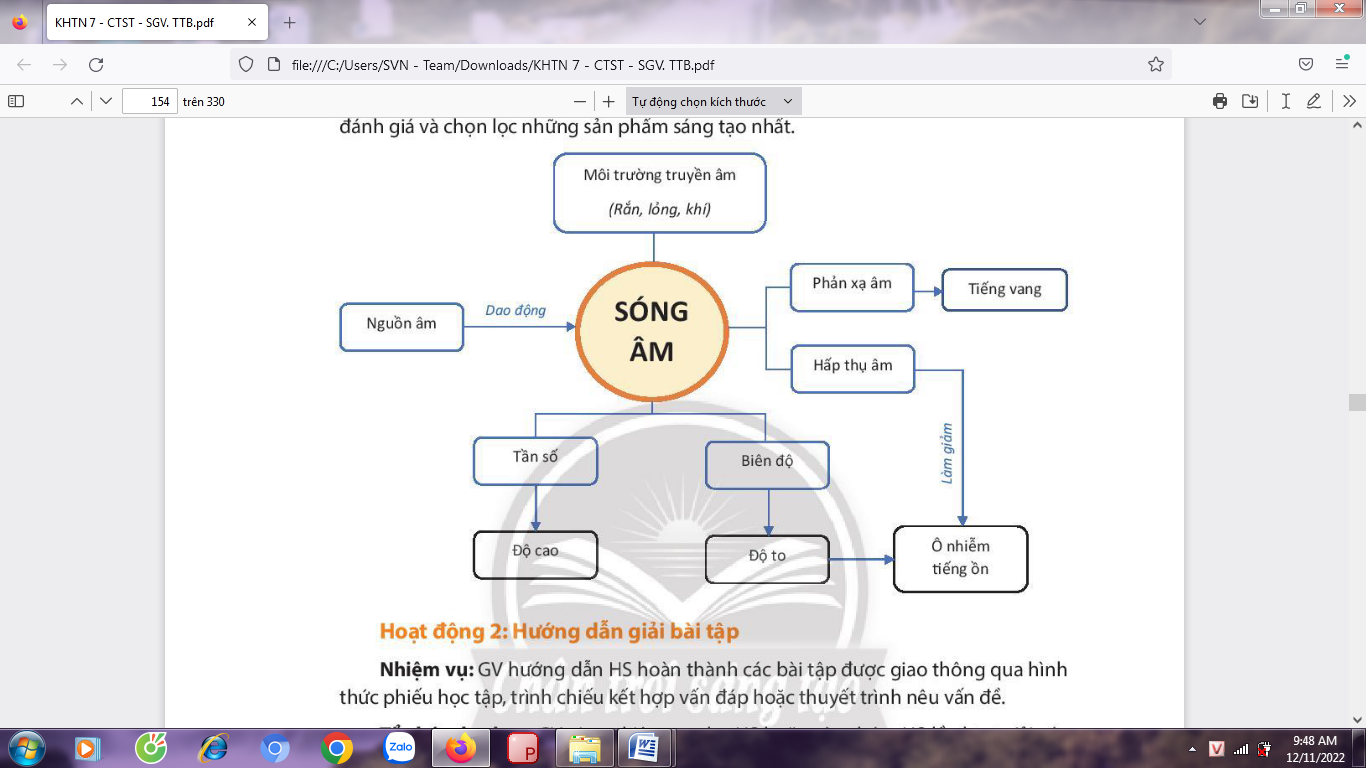 KHTN 7 - CTST - SGV. TTB.pdf
file:///C:/Users/SVN - Team/Downloads/KHTN 7 - CTST - SGV. TTB.pdf
154 trên 330
Tự động chọn kích thước
đánh giá và chọn lọc những sản phẩm sáng tạo nhất.
Môi trường truyền âm
(Rắn, lỏng, khí)
Nguồn âm
Dao động
SÓNG
ÂM
Phản xạ âm
Tiếng vang
Hấp thụ âm
Làm giảm
Tần số
Biên độ
Độ cao
Độ to
Ô nhiễm
tiếng ồn
Hoạt động 2: Hướng dẫn giải bài tập
Nhiệm vụ: GV hướng dẫn HS hoàn thành các bài tập được giao thông qua hình
thức phiếu học tập, trình chiếu kết hợp vấn đáp hoặc thuyết trình nêu vấn đề.
Chân trời sáng tạo
Zalo
P
W
V
9:48 AM
12/11/2022